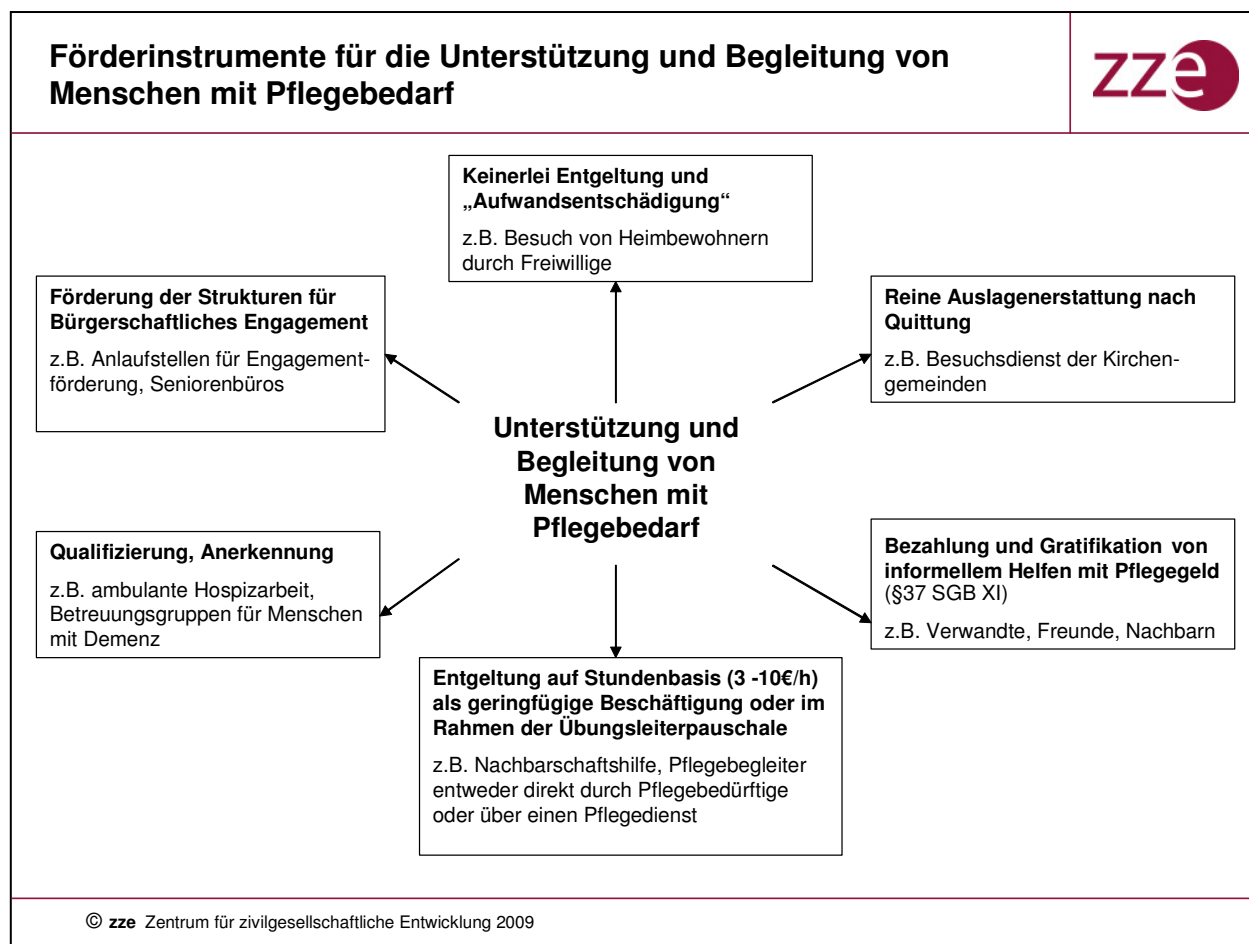 Förderinstrumente für die Unterstützung und Begleitung von
Menschen mit Pflegebedarf
zze
Keinerlei Entgeltung und
„Aufwandsentschädigung“
z.B. Besuch von Heimbewohnern
durch Freiwillige
Förderung der Strukturen für
Bürgerschaftliches Engagement
z.B. Anlaufstellen für Engagement-
förderung, Seniorenbüros
Reine Auslagenerstattung nach
Quittung
z.B. Besuchsdienst der Kirchen-
gemeinden
Unterstützung und
Begleitung von
Menschen mit
Pflegebedarf
Qualifizierung, Anerkennung
z.B. ambulante Hospizarbeit,
Betreuungsgruppen für Menschen
mit Demenz
Bezahlung und Gratifikation von
informellem Helfen mit Pflegegeld
(§37 SGB XI)
z.B. Verwandte, Freunde, Nachbarn
Entgeltung auf Stundenbasis (3 -10€/h)
als geringfügige Beschäftigung oder im
Rahmen der Übungsleiterpauschale
z.B. Nachbarschaftshilfe, Pflegebegleiter
entweder direkt durch Pflegebedürftige
oder über einen Pflegedienst
© zze Zentrum für zivilgesellschaftliche Entwicklung 2009